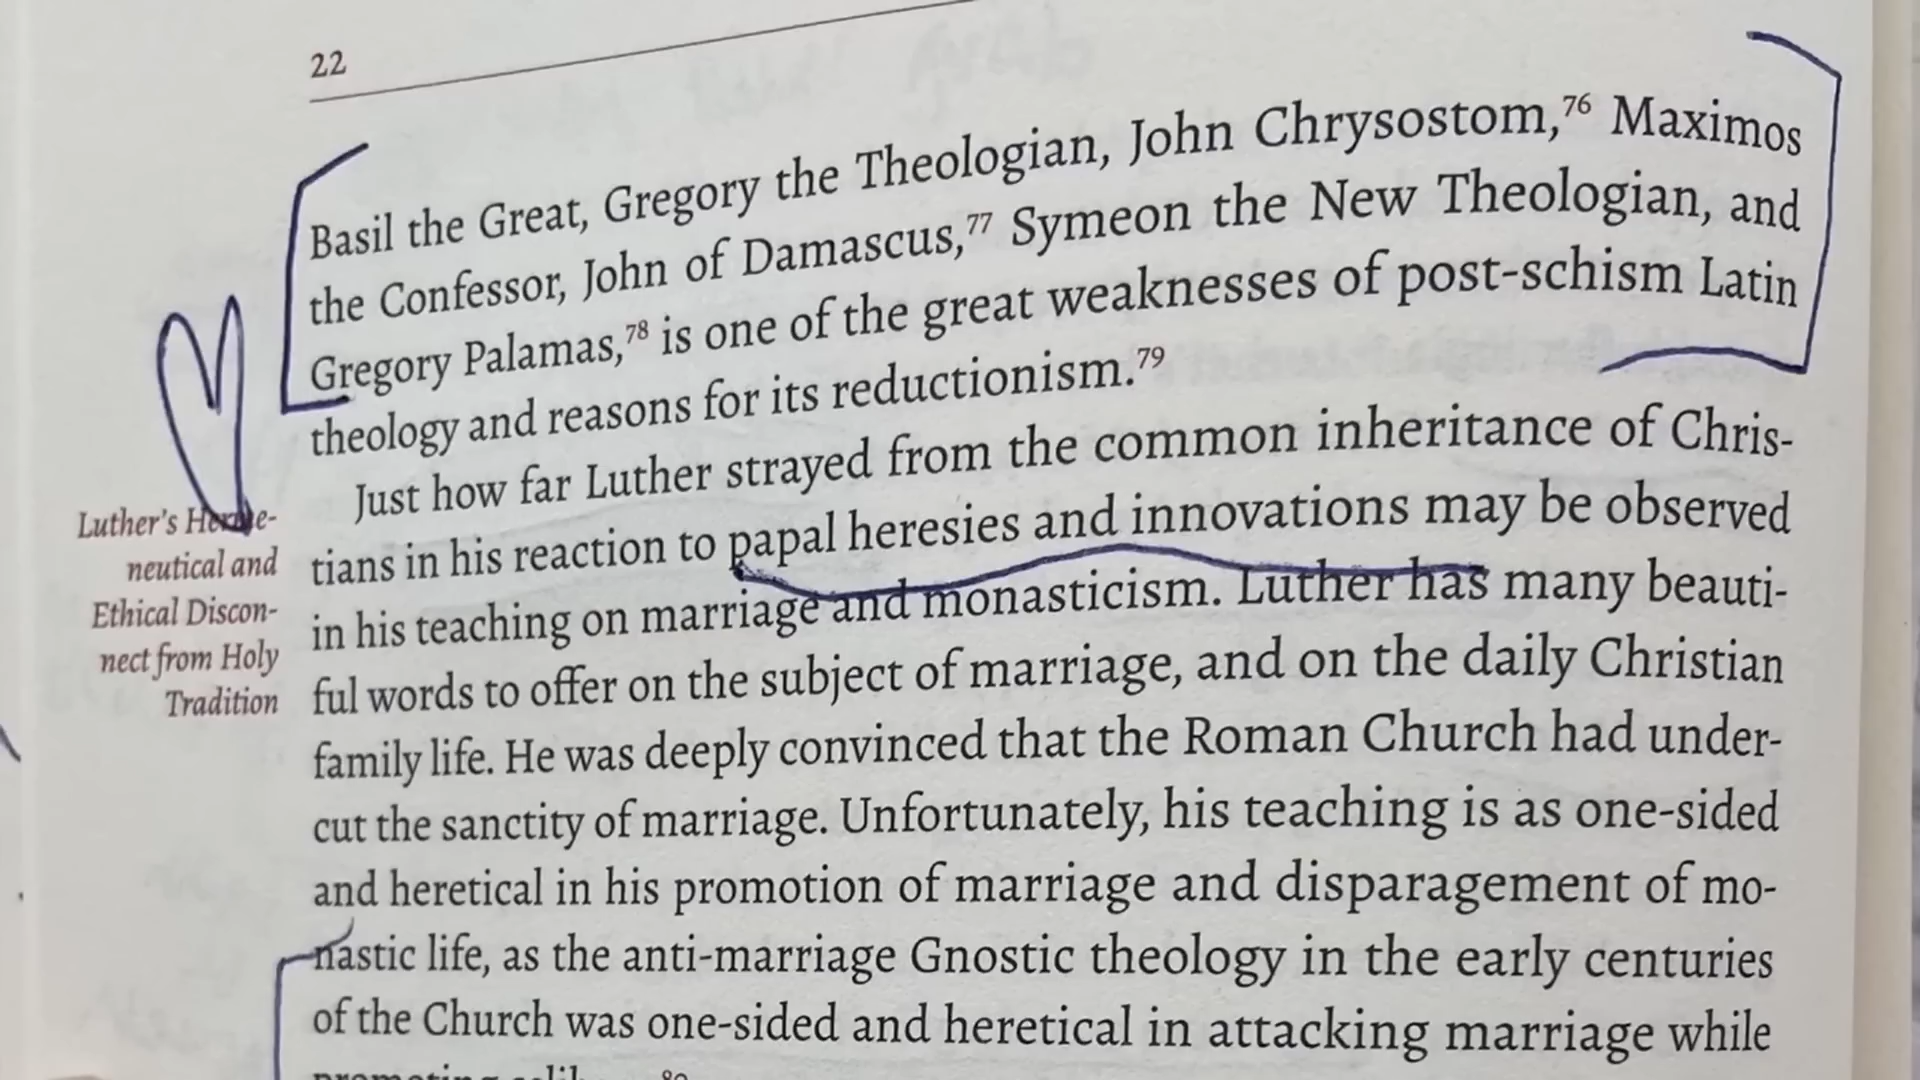 22
Basil the Great, Gregory the Theologian, John Chrysostom,76 Maximos
the Confessor, John of Damascus,77 Symeon the New Theologian, and
Gregory Palamas,78 is one of the great weaknesses of post-schism Latin
theology and reasons for its reductionism.79
Just how far Luther strayed from the common inheritance of Chris-
tians in his reaction to papal heresies and innovations may be observed
in his teaching on marriage and monasticism. Luther has many beauti-
ful words to offer on the subject of marriage, and on the daily Christian
family life. He was deeply convinced that the Roman Church had under-
cut the sanctity of marriage. Unfortunately, his teaching is as one-sided
and heretical in his promotion of marriage and disparagement of mo-
nastic life, as the anti-marriage Gnostic theology in the early centuries
of the Church was one-sided and heretical in attacking marriage while
Luther's Herme-
neutical and
Ethical Discon-
nect from Holy
Tradition